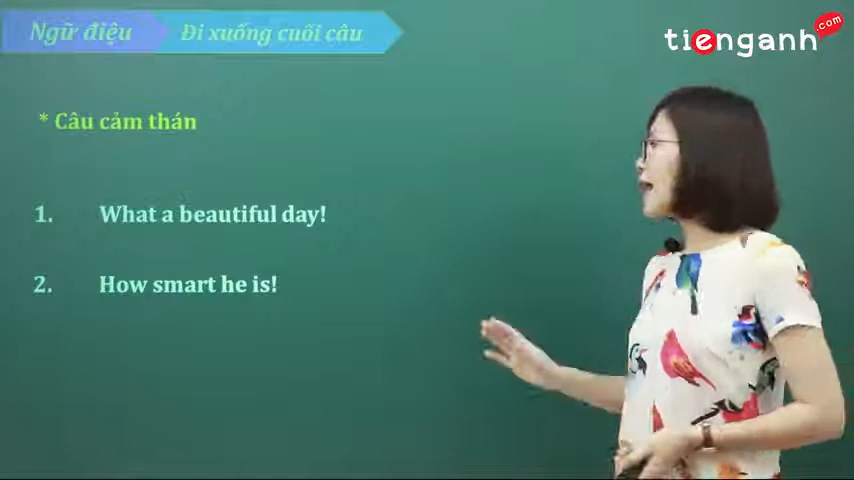 Ngữ điệu
Đi xuống cuối câu
tienganh.com
* Câu cảm thán
1. What a beautiful day!
2. How smart he is!